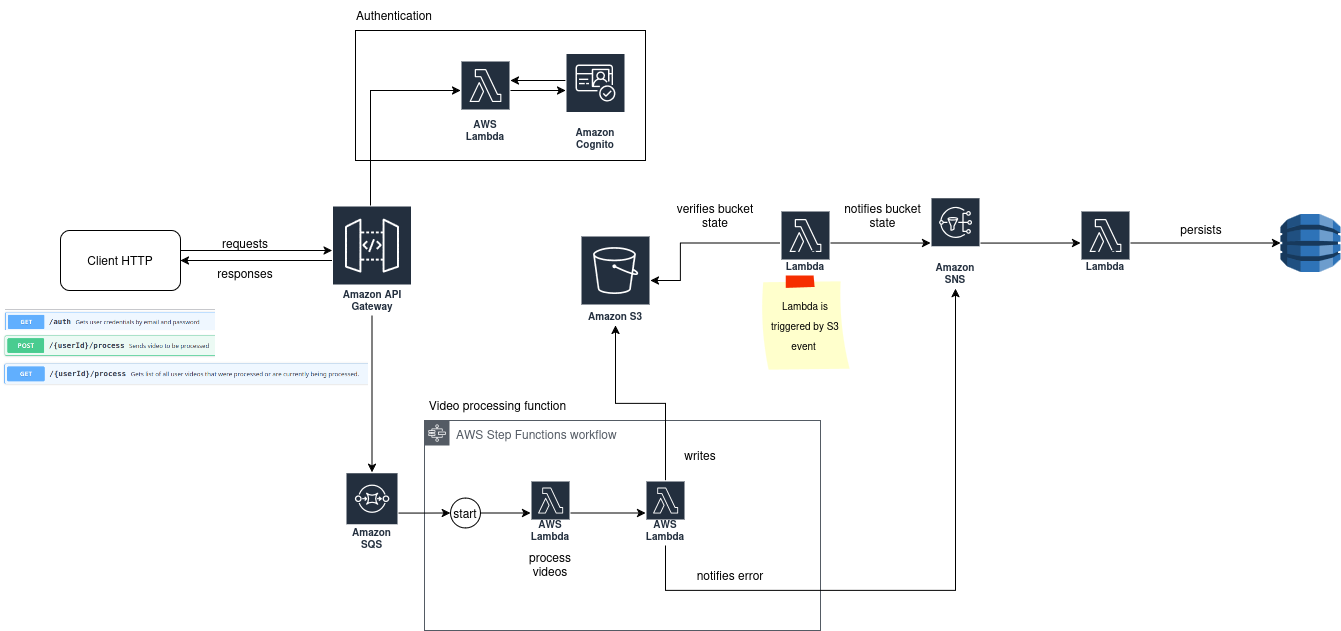 Authentication
AWS
Lambda
Amazon
Cognito
Client HTTP
requests
responses
Amazon API
Gateway
GET /auth Gets user credentials by email and password
POST /{userId}/process Sends video to be processed
GET /{userId}/process Gets list of all user videos that were processed or are currently being processed.
Amazon S3
verifies bucket
state
Lambda
Lambda is
triggered by S3
event
notifies bucket
state
Amazon
SNS
Lambda
persists
Video processing function
AWS Step Functions workflow
writes
Amazon
SQS
start
AWS
Lambda
process
videos
AWS
Lambda
notifies error